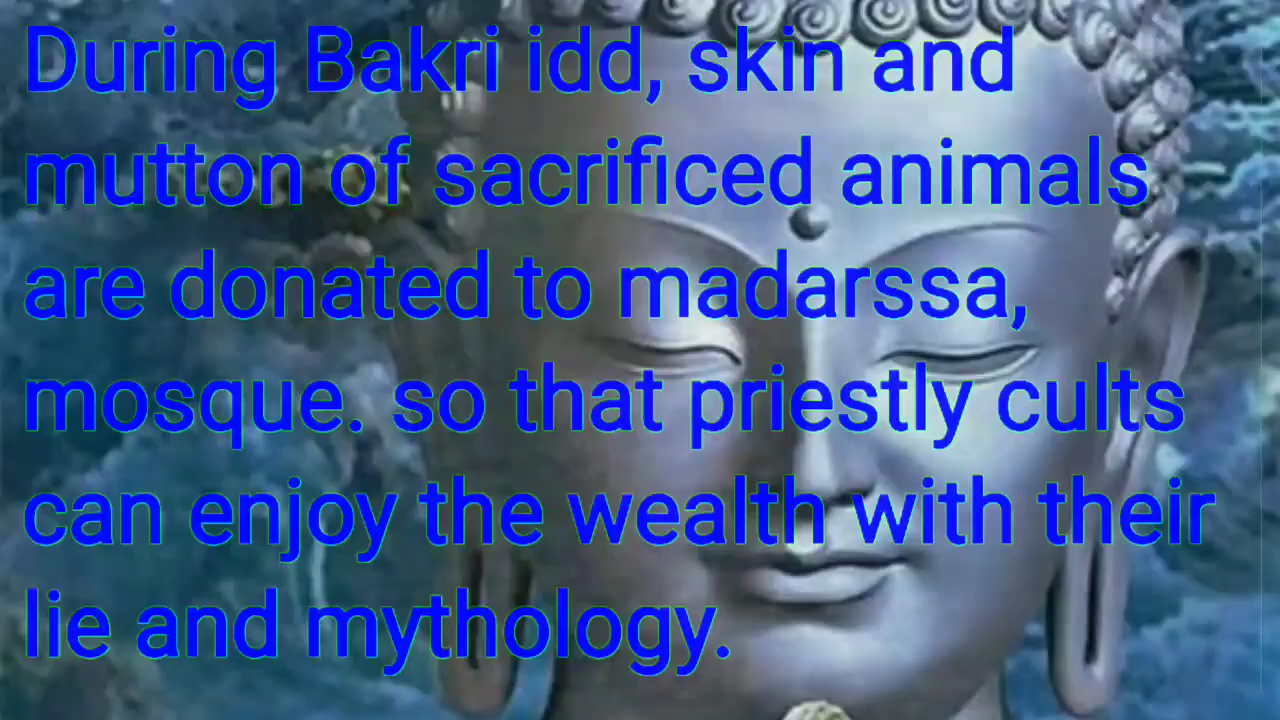 During Bakri idd, skin and
mutton of sacrificed animals
are donated to madarssa,
mosque. so that priestly cults
can enjoy the wealth with their
lie and mythology.